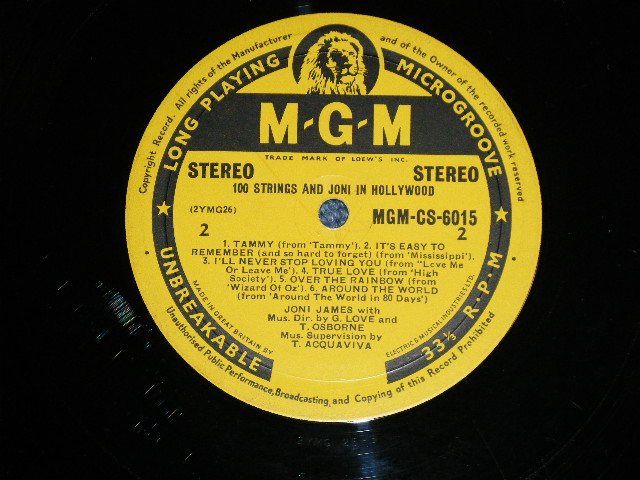 Copyright Record. All rights of the Manufacturer and of the Owner of the recorded work reserved
LONG PLAYING MICROGROOVE
M-G-M
TRADE MARK OF LOEW'S INC.
STEREO STEREO
100 STRINGS AND JONI IN HOLLYWOOD
(2YMG26) MGM-CS-6015
2 2
1. TAMMY (from 'Tammy'). 2. IT'S EASY TO
REMEMBER (and so hard to forget) (from 'Mississippi').
3. I'LL NEVER STOP LOVING YOU (from "Love Me
Or Leave Me'). 4. TRUE LOVE (from 'High
Society'). 5. OVER THE RAINBOW (from
'Wizard Of Oz'). 6. AROUND THE WORLD
(from 'Around The World in 80 Days')
JONI JAMES with
Mus. Dir. by G. LOVE and
T. OSBORNE
Mus. Supervision by
T. ACQUAVIVA
MADE IN GREAT BRITAIN BY
ELECTRIC & MUSICAL INDUSTRIES LTD.
UNBREAKABLE 33⅓ R.P.M
Unauthorised Public Performance, Broadcasting, and Copying of this Record Prohibited